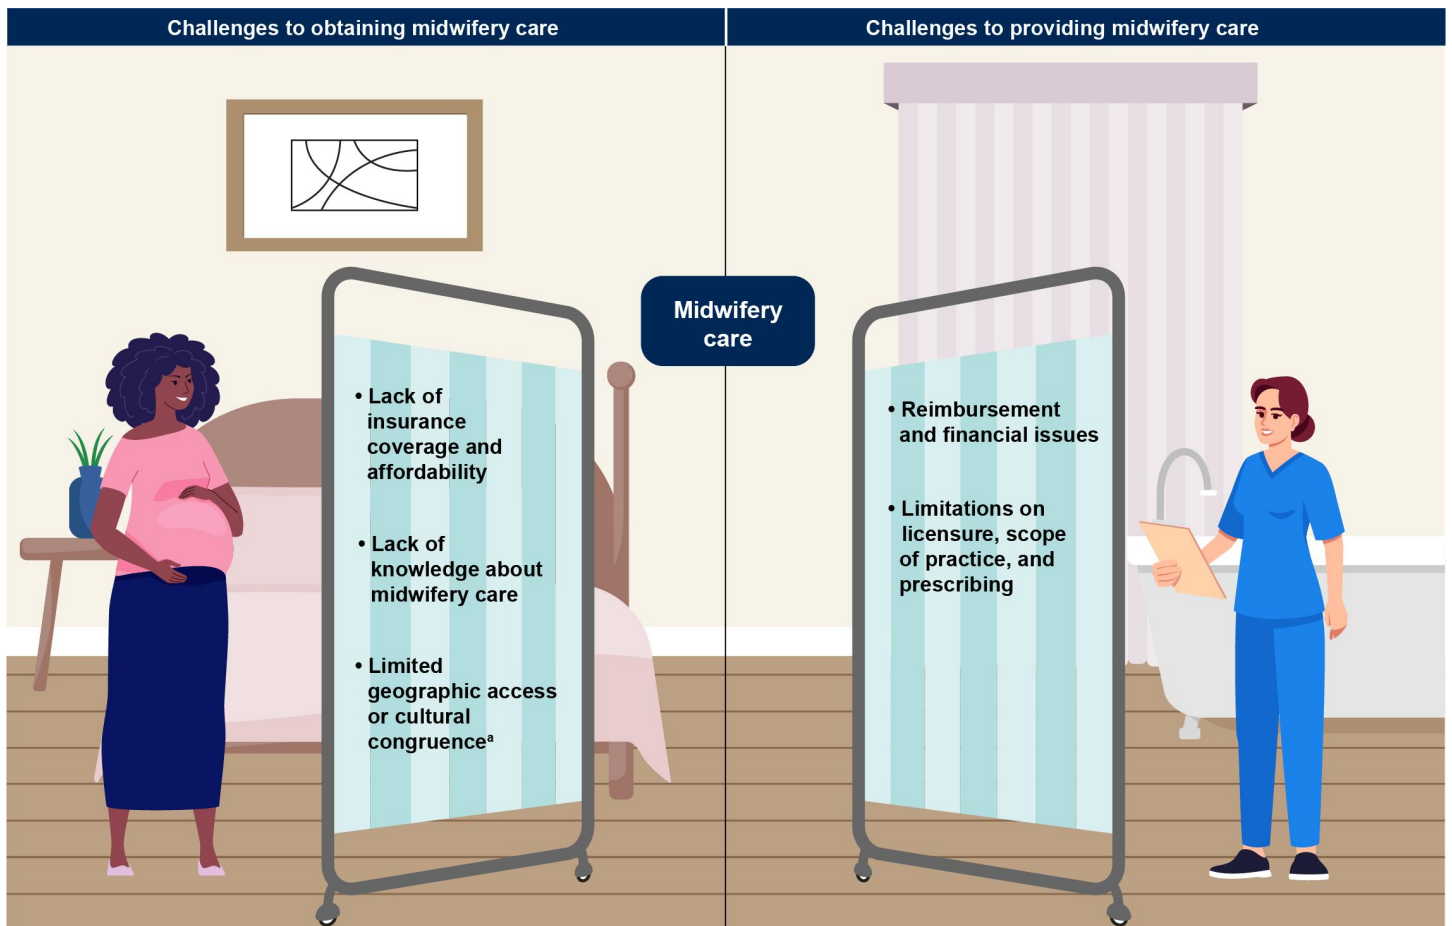 Challenges to obtaining midwifery care
Challenges to providing midwifery care
Midwifery
care
• Lack of
insurance
coverage and
affordability
• Lack of
knowledge about
midwifery care
• Limited
geographic access
or cultural
congruenceᵃ
• Reimbursement
and financial issues
• Limitations on
licensure, scope
of practice, and
prescribing